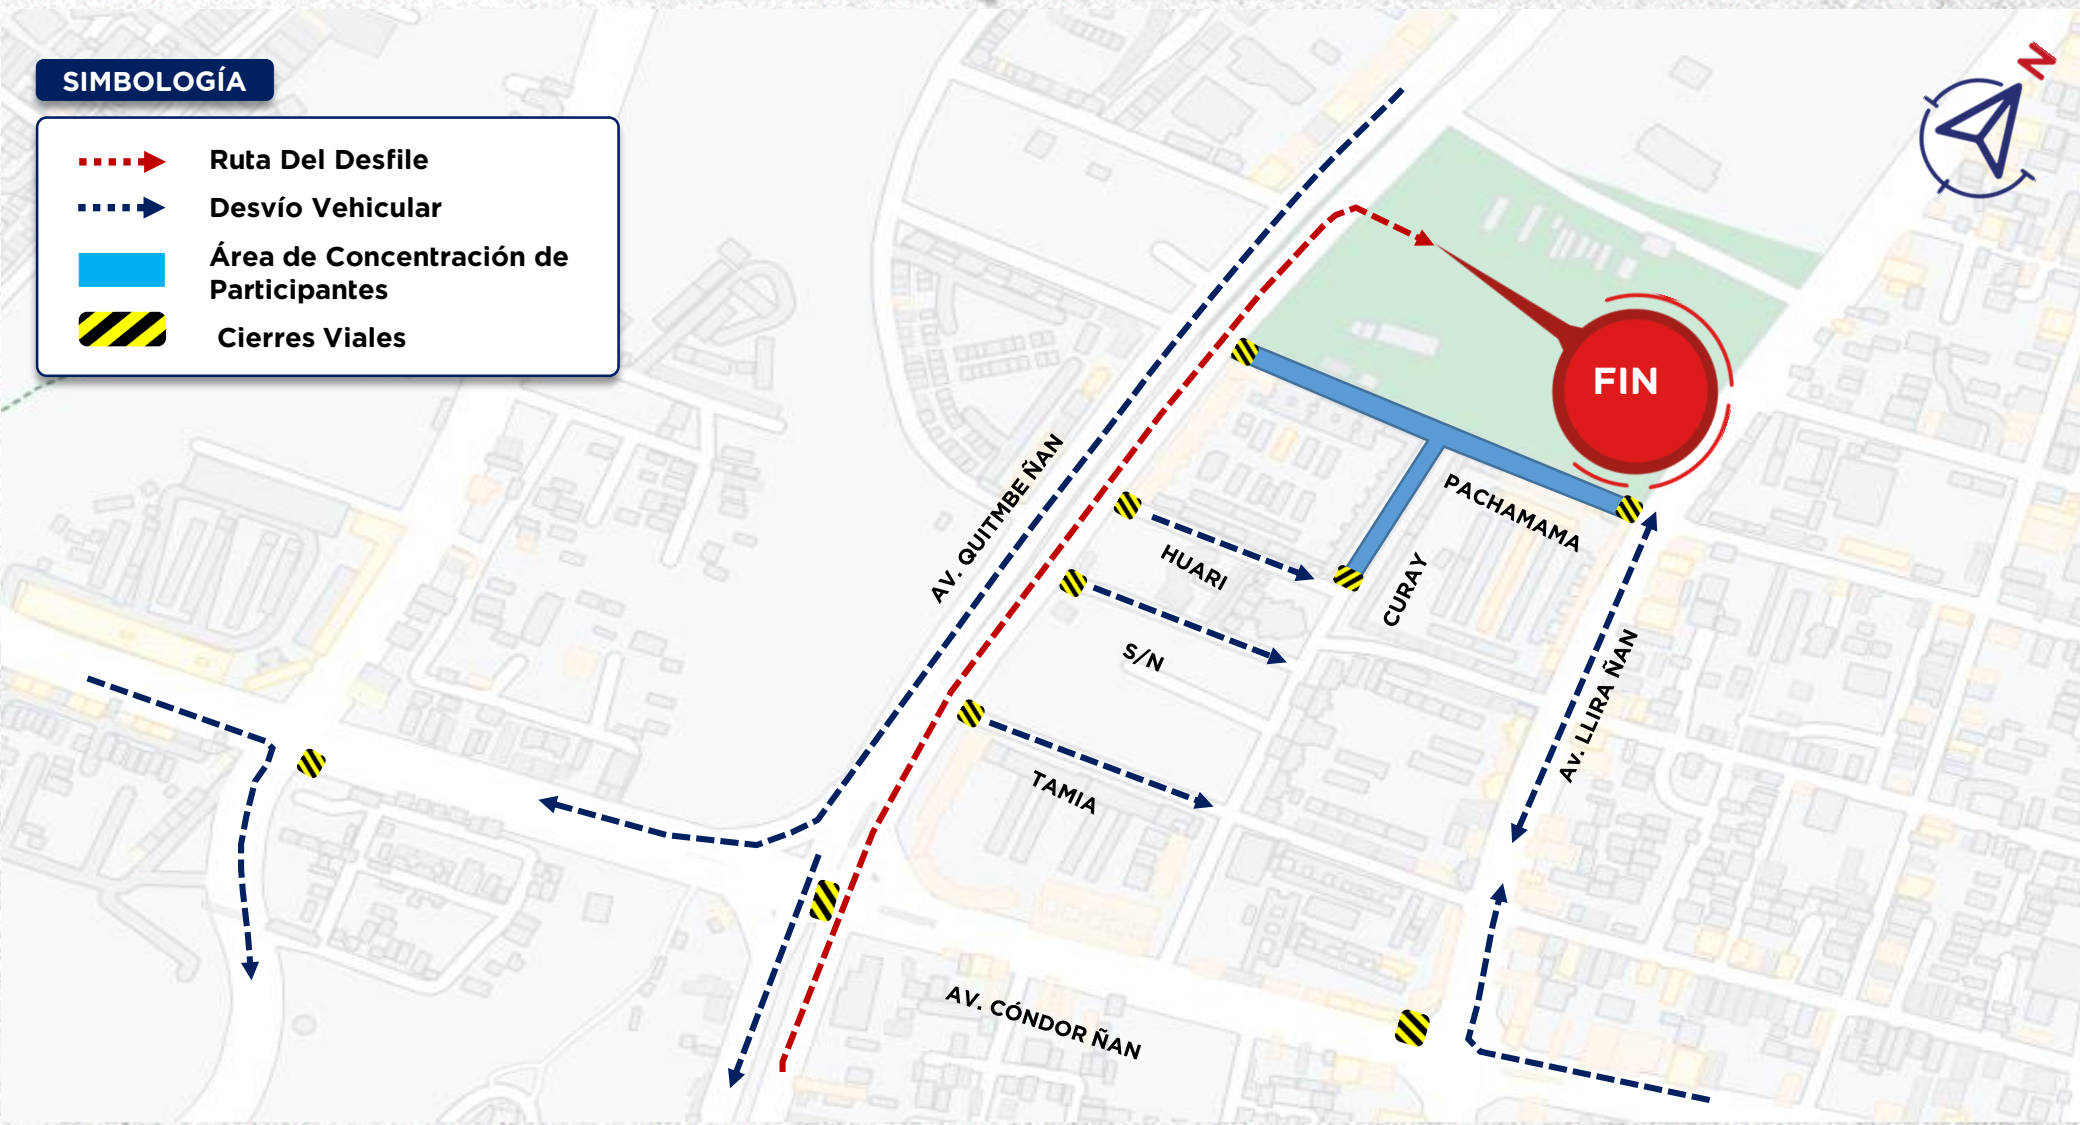 SIMBOLOGÍA
Ruta Del Desfile
Desvío Vehicular
Área de Concentración de
Participantes
Cierres Viales
N
FIN
AV. QUITMBE ÑAN
PACHAMAMA
HUARI
CURAY
S/N
Av. LLIRA ÑAN
TAMIA
AV. CÓNDOR ÑAN